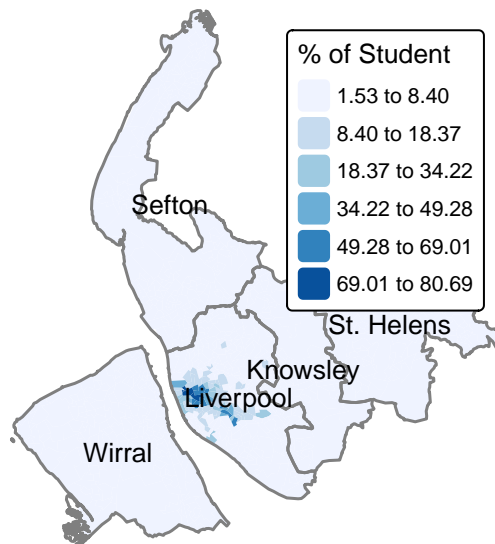 % of Student
1.53 to 8.40
8.40 to 18.37
18.37 to 34.22
34.22 to 49.28
49.28 to 69.01
69.01 to 80.69
Sefton
St. Helens
Knowsley
Liverpool
Wirral